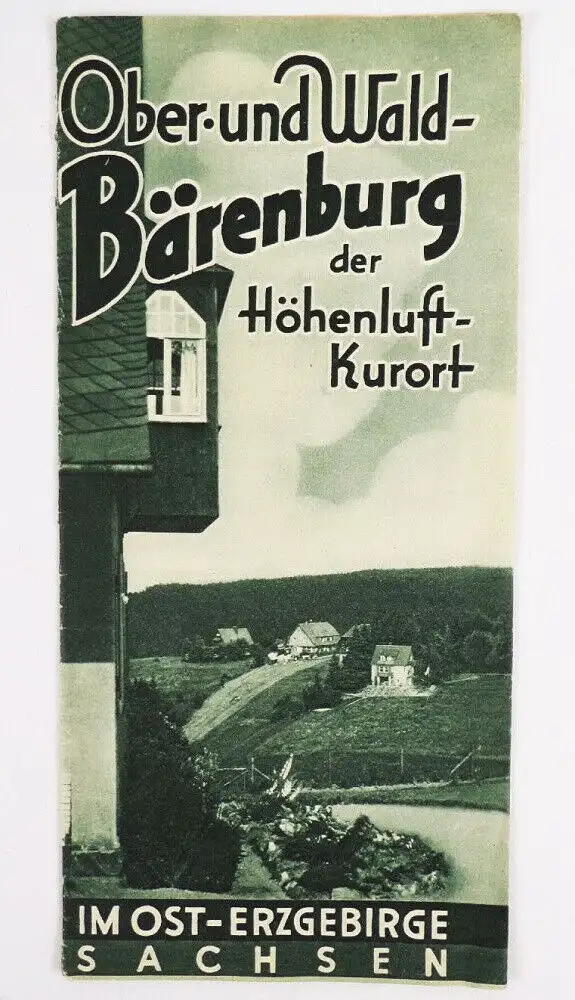 Ober- und Wald-
Bärenburg
der
Höhenluft-
Kurort
IM OST-ERZGEBIRGE
SACHSEN